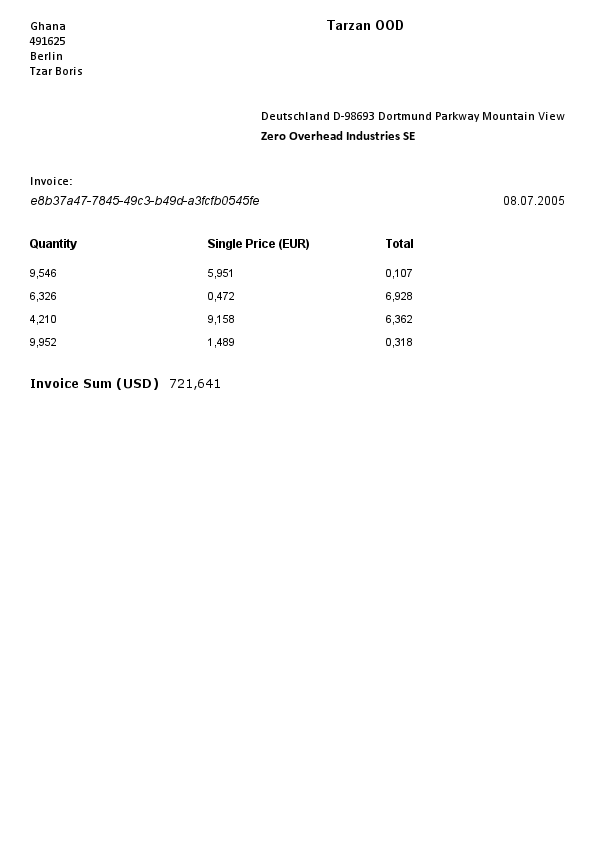 Ghana
491625
Berlin
Tzar Boris
Tarzan OOD
Deutschland D-98693 Dortmund Parkway Mountain View
Zero Overhead Industries SE
Invoice:
e8b37a47-7845-49c3-b49d-a3fcfb0545fe 08.07.2005
Quantity Single Price (EUR) Total
9,546 5,951 0,107
6,326 0,472 6,928
4,210 9,158 6,362
9,952 1,489 0,318
Invoice Sum (USD) 721,641